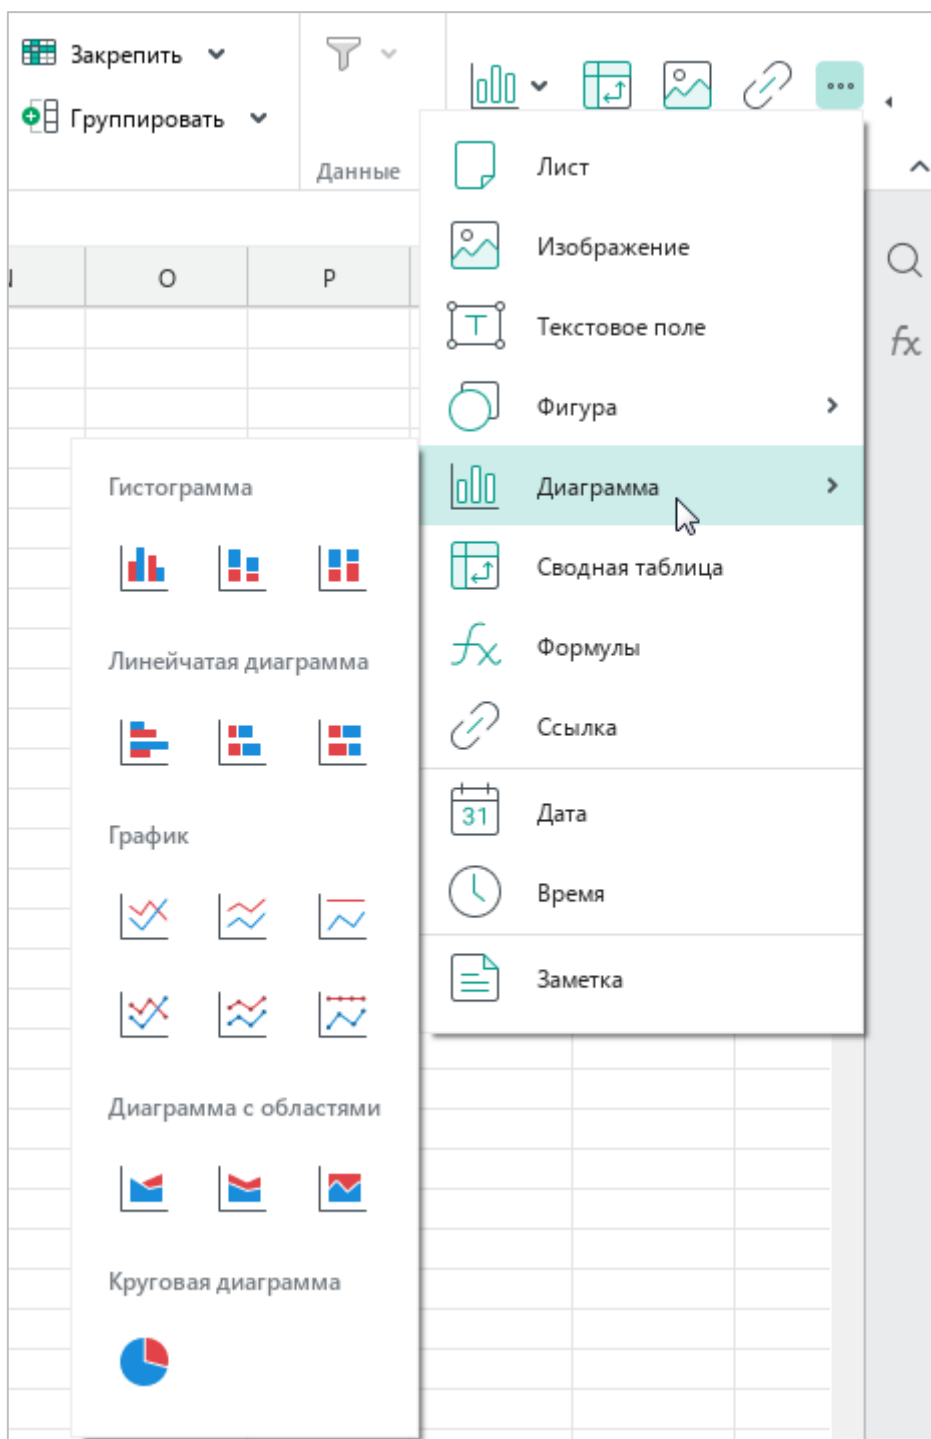 Закрепить
Группировать
Данные
O
P
Лист
Изображение
T
Текстовое поле
Фигура
Диаграмма
Сводная таблица
fx
Формулы
Ссылка
31
Дата
Время
Заметка
fx
Гистограмма
Линейчатая диаграмма
График
Диаграмма с областями
Круговая диаграмма